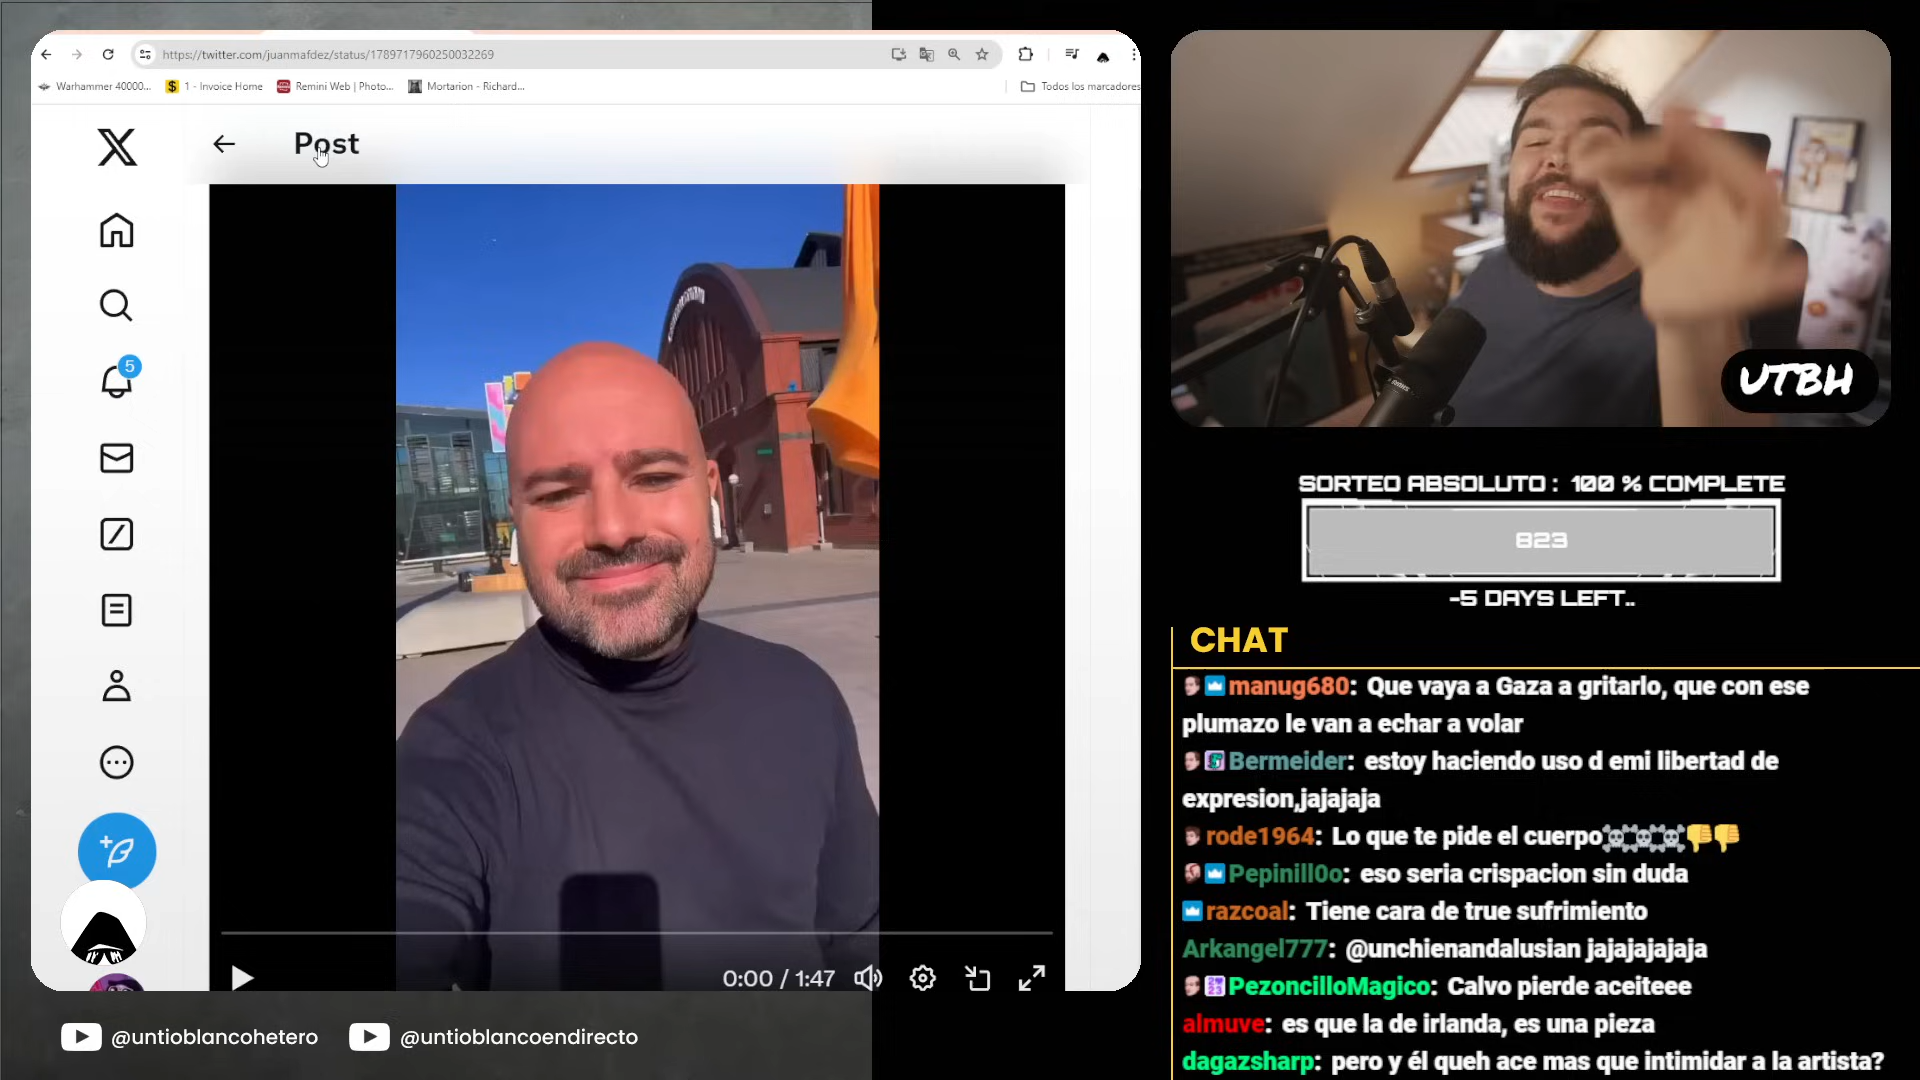 https://twitter.com/juanmafdez/status/1789717960250032269
Warhammer 40000...
1 - Invoice Home
Remini Web | Photo...
Mortarion - Richard...
Todos los marcadores
Post
5
0:00 / 1:47
UTBH
SORTEO ABSOLUTO : 100 % COMPLETE
823
-5 DAYS LEFT..
CHAT
manug680: Que vaya a Gaza a gritarlo, que con ese
plumazo le van a echar a volar
Bermeider: estoy haciendo uso d emi libertad de
expresion,jajajaja
rode1964: Lo que te pide el cuerpo☠️☠️☠️👎👎
Pepinill0o: eso seria crispacion sin duda
razcoal: Tiene cara de true sufrimiento
Arkangel777: @unchienandalusian jajajajajaja
PezoncilloMagico: Calvo pierde aceiteee
almuve: es que la de irlanda, es una pieza
dagazsharp: pero y él queh ace mas que intimidar a la artista?
@untioblancohetero
@untioblancoendirecto